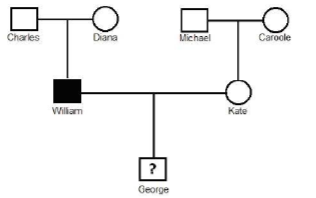 Charles Diana Michael Carole
William Kate
?
George